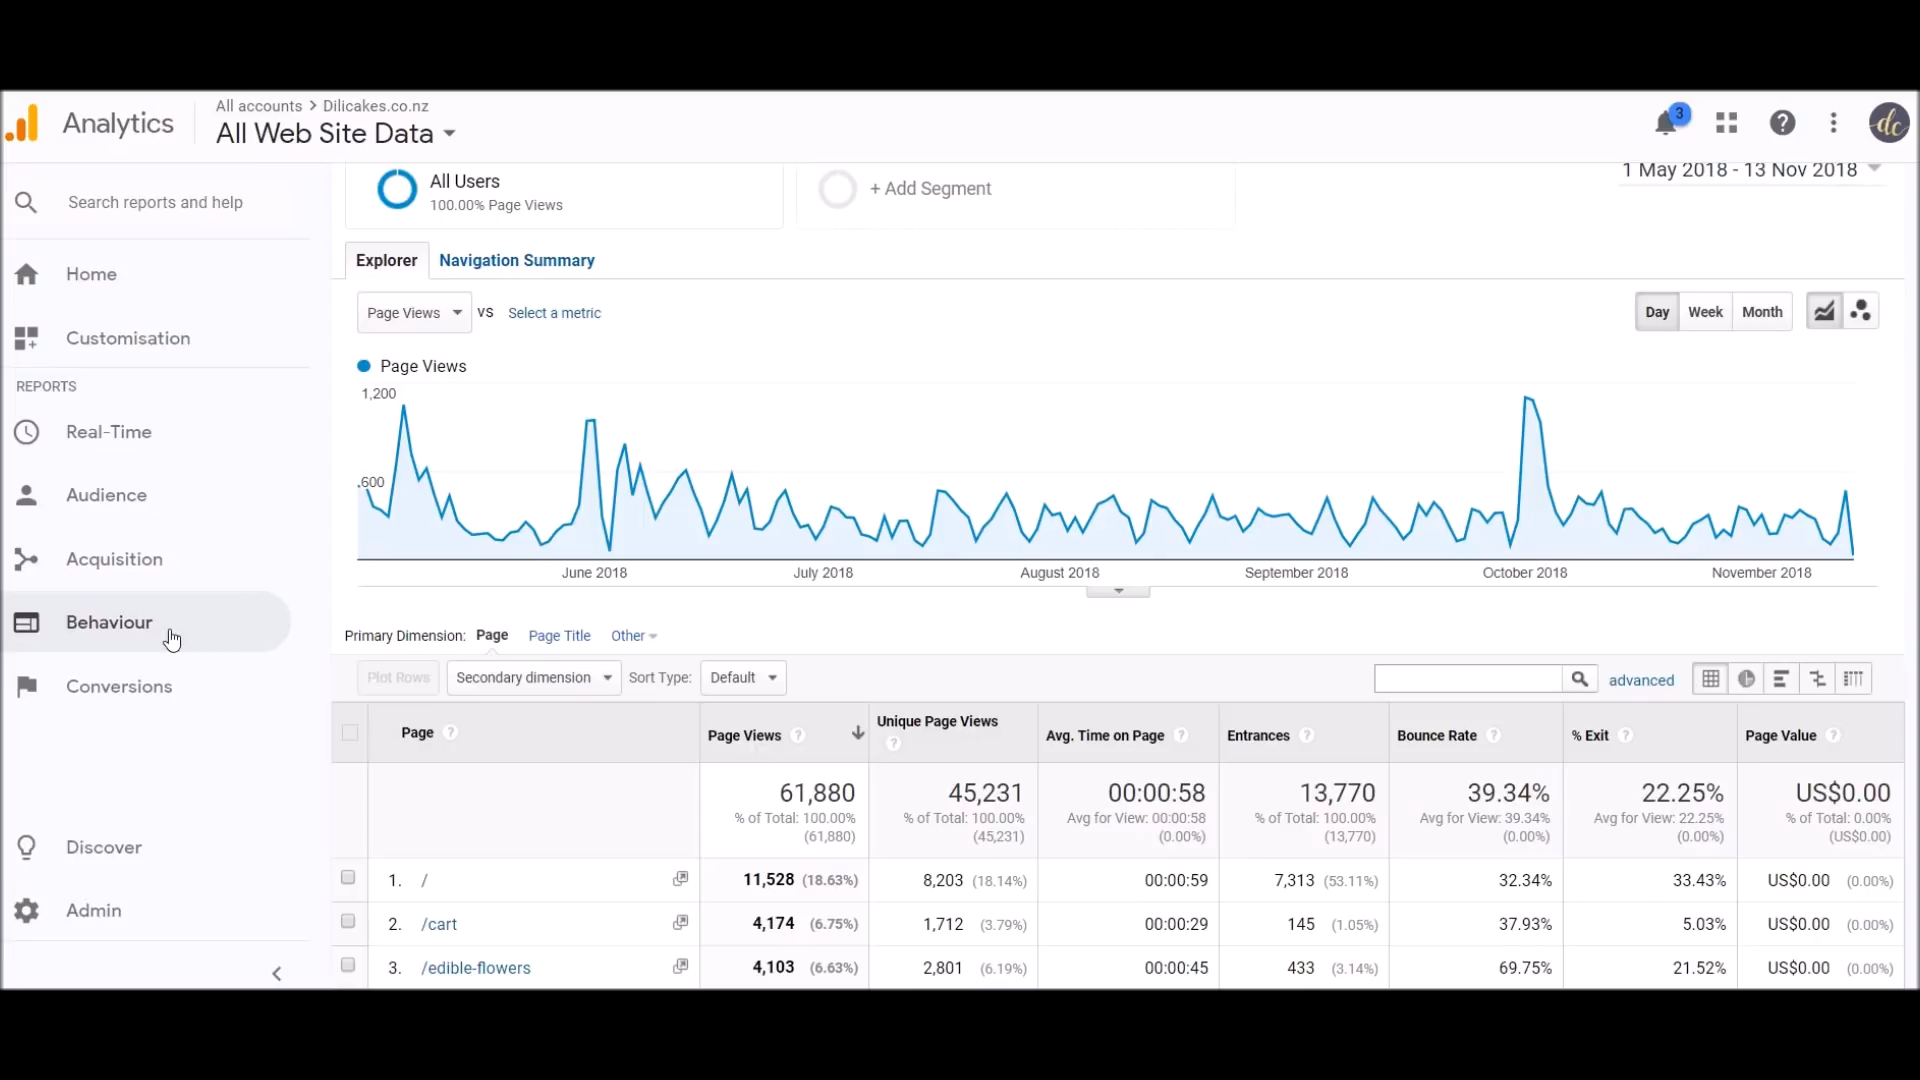 Analytics
All accounts > Dilicakes.co.nz
All Web Site Data
3
dc
Search reports and help
Home
Customisation
REPORTS
Real-Time
Audience
Acquisition
Behaviour
Conversions
Discover
Admin
All Users
100.00% Page Views
+ Add Segment
1 May 2018 - 13 Nov 2018
Explorer
Navigation Summary
Page Views
VS
Select a metric
Day
Week
Month
Page Views
1,200
600
June 2018
July 2018
August 2018
September 2018
October 2018
November 2018
Primary Dimension: Page Page Title Other
Plot Rows
Secondary dimension
Sort Type:
Default
advanced
Page ? Page Views ? Unique Page Views ? Avg. Time on Page ? Entrances ? Bounce Rate ? % Exit ? Page Value ?
61,880 45,231 00:00:58 13,770 39.34% 22.25% US$0.00
% of Total: 100.00% % of Total: 100.00% Avg for View: 00:00:58 % of Total: 100.00% Avg for View: 39.34% Avg for View: 22.25% % of Total: 0.00%
(61,880) (45,231) (0.00%) (13,770) (0.00%) (0.00%) (US$0.00)
1. / 11,528 (18.63%) 8,203 (18.14%) 00:00:59 7,313 (53.11%) 32.34% 33.43% US$0.00 (0.00%)
2. /cart 4,174 (6.75%) 1,712 (3.79%) 00:00:29 145 (1.05%) 37.93% 5.03% US$0.00 (0.00%)
3. /edible-flowers 4,103 (6.63%) 2,801 (6.19%) 00:00:45 433 (3.14%) 69.75% 21.52% US$0.00 (0.00%)